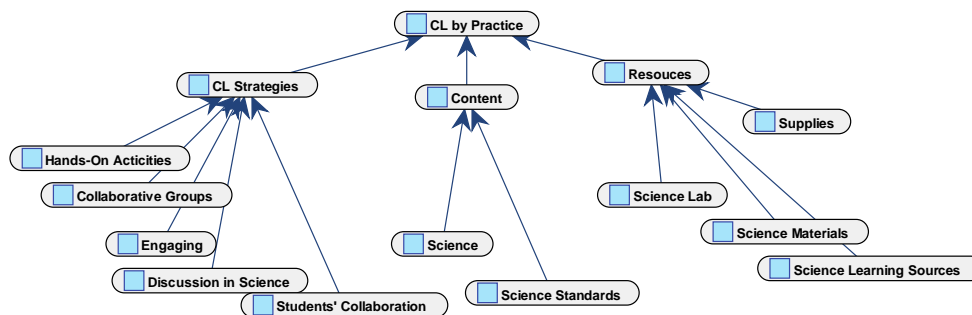 CL by Practice
CL Strategies
Content
Resouces
Supplies
Hands-On Acticities
Collaborative Groups
Science Lab
Engaging
Science
Science Materials
Discussion in Science
Science Learning Sources
Students' Collaboration
Science Standards